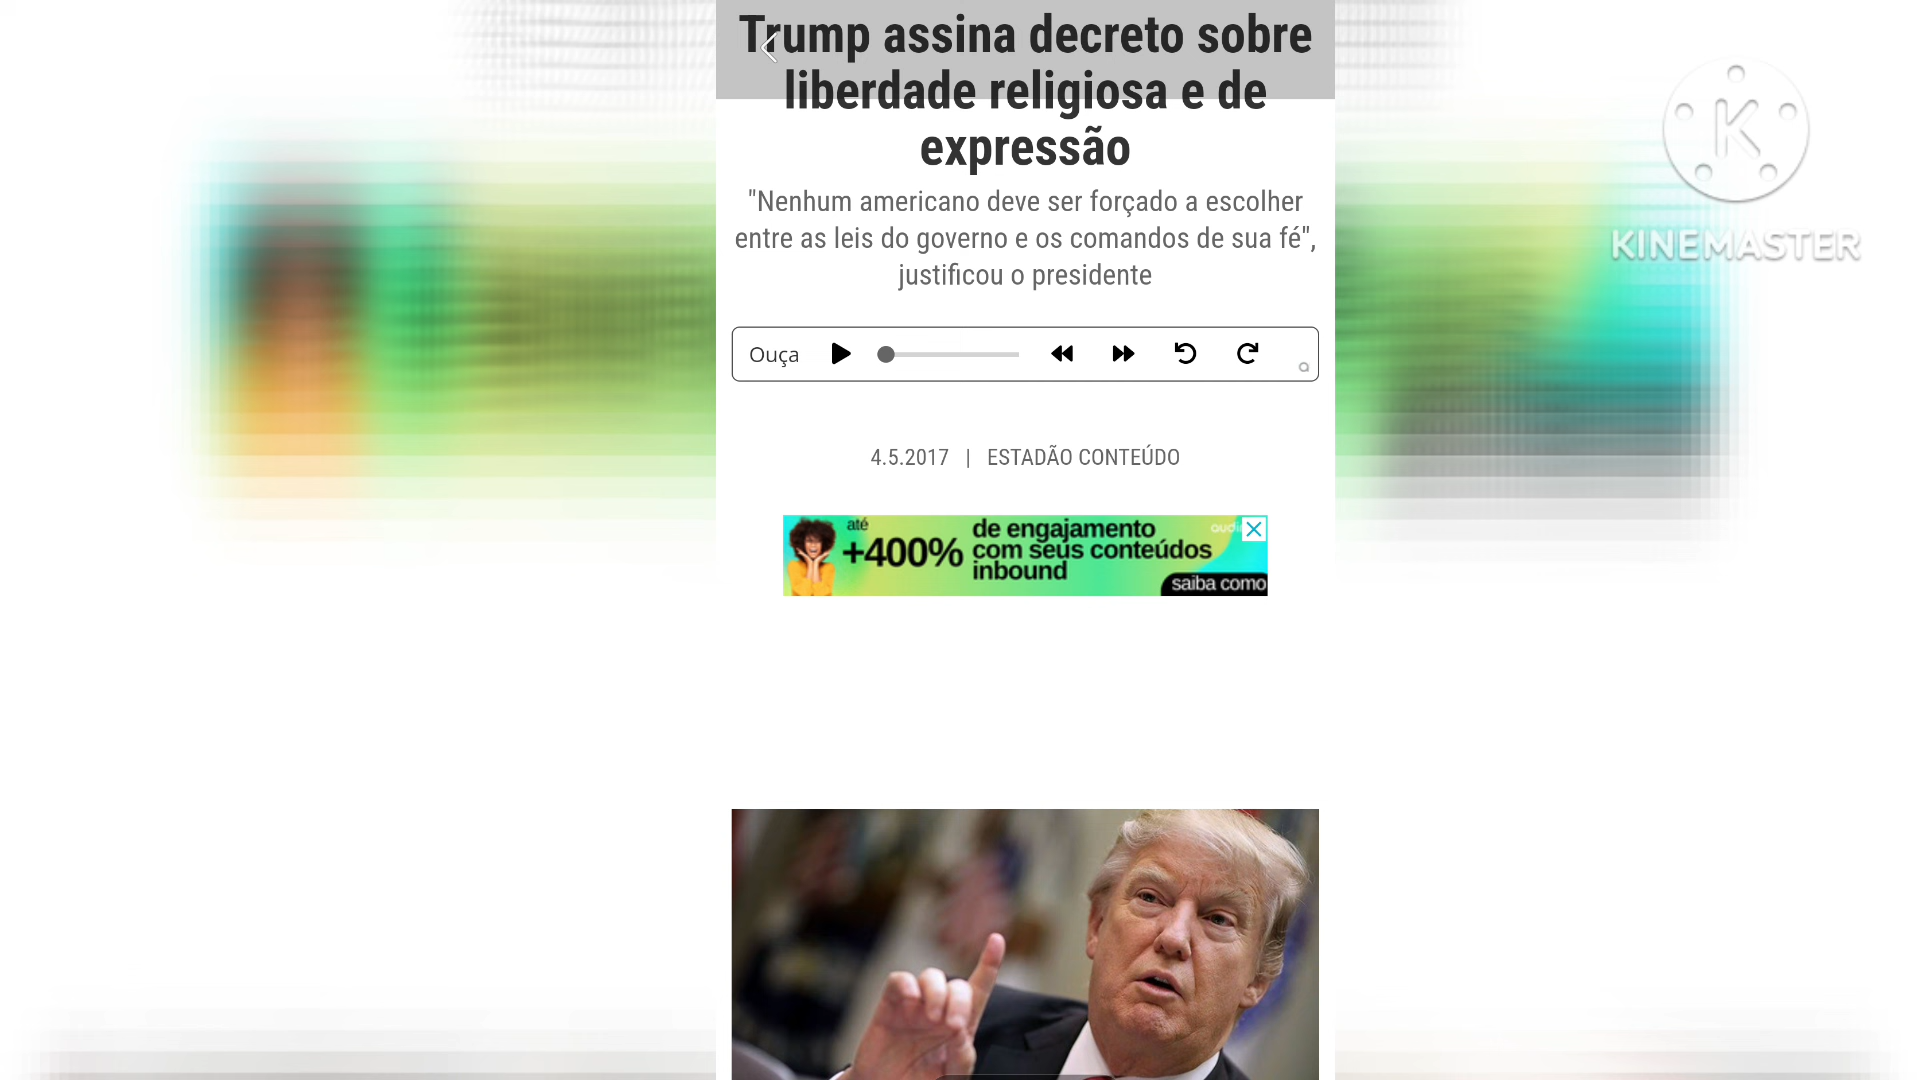 Trump assina decreto sobre
liberdade religiosa e de
expressão
"Nenhum americano deve ser forçado a escolher
entre as leis do governo e os comandos de sua fé",
justificou o presidente
Ouça
4.5.2017 | ESTADÃO CONTEÚDO
até
+400%
de engajamento
com seus conteúdos
inbound
saiba como
K
KINEMASTER